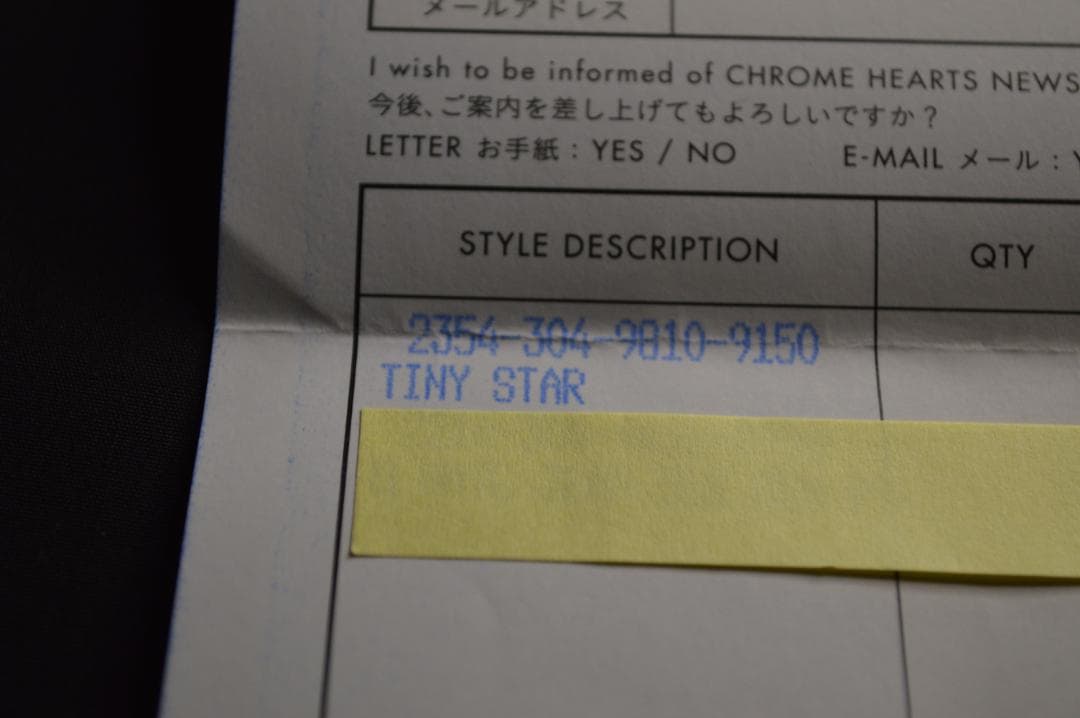 メールアドレス
I wish to be informed of CHROME HEARTS NEWS
今後、ご案内を差し上げてもよろしいですか？
LETTER お手紙 : YES / NO E-MAIL メール :
STYLE DESCRIPTION QTY
2354-304-9810-9150
TINY STAR